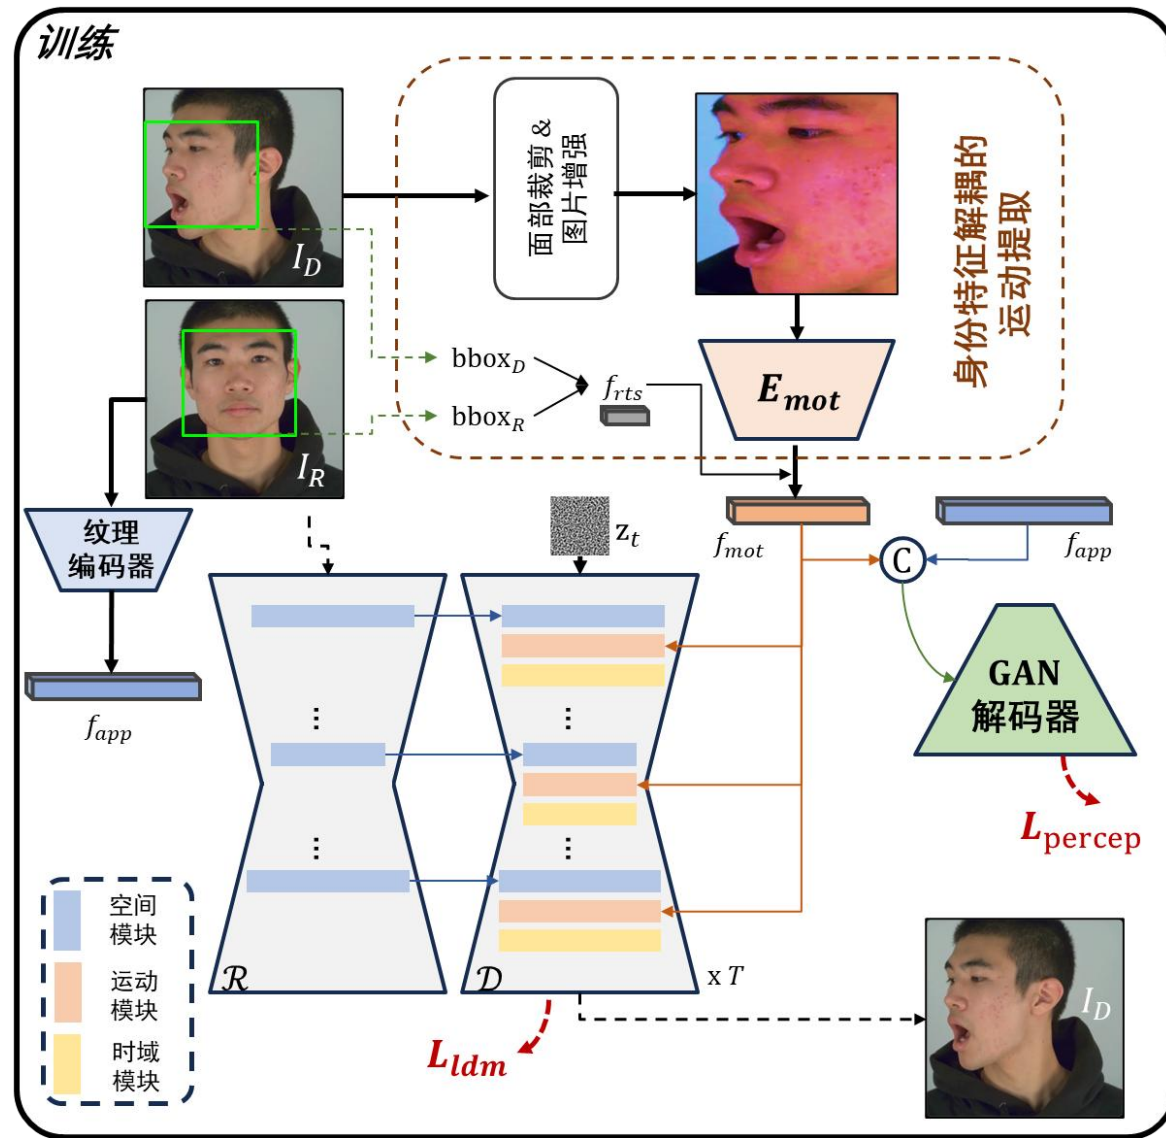 训练
I_D
面部裁剪 &
图片增强
身份特征解耦的
运动提取
bbox_D
bbox_R
f_rts
E_mot
I_R
纹理
编码器
f_app
z_t
f_mot
f_app
C
GAN
解码器
L_percep
...
...
...
...
R
D
x T
L_ldm
I_D
空间
模块
运动
模块
时域
模块